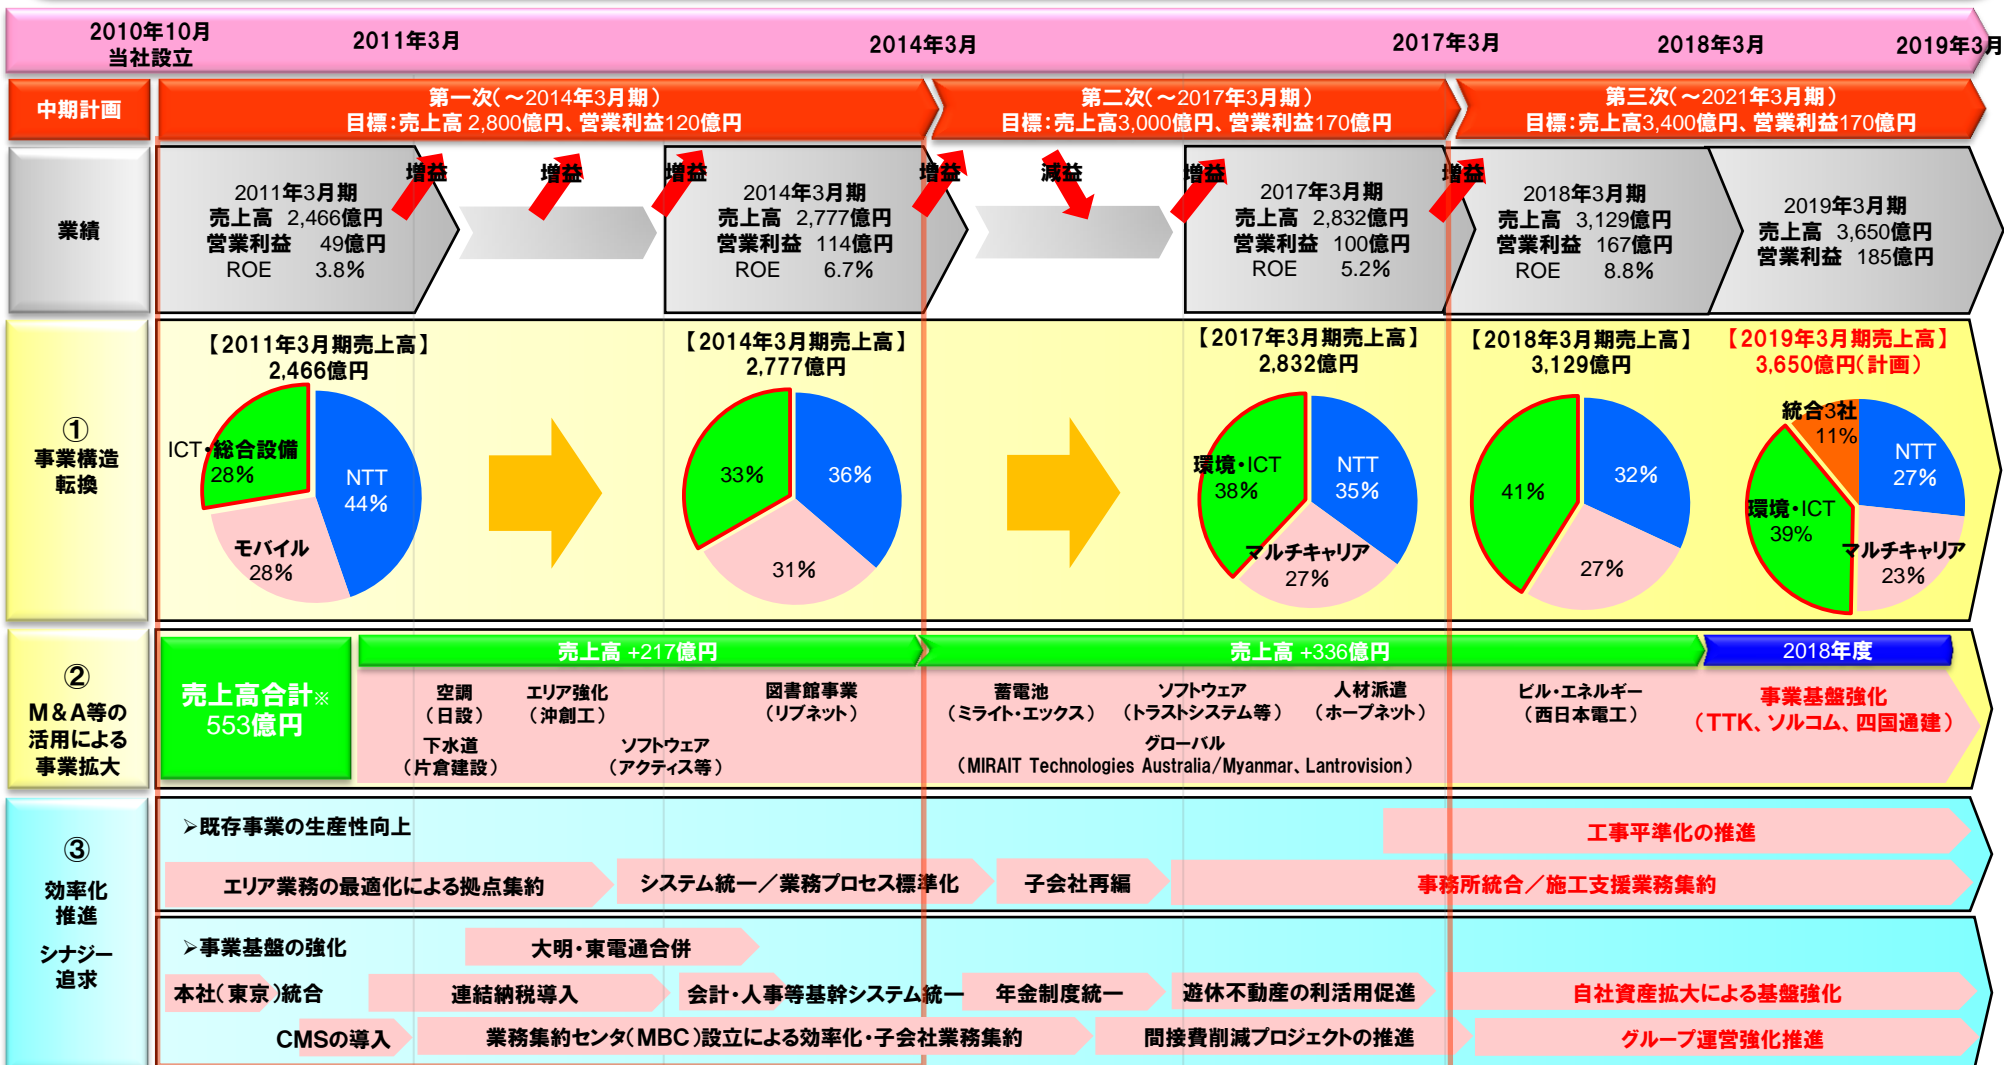 2010年10月
当社設立
2011年3月
2014年3月
2017年3月
2018年3月
2019年3月
中期計画
第一次(～2014年3月期)
目標：売上高 2,800億円、営業利益120億円
第二次(～2017年3月期)
目標：売上高3,000億円、営業利益170億円
第三次(～2021年3月期)
目標：売上高3,400億円、営業利益170億円
業績
2011年3月期
売上高 2,466億円
営業利益 49億円
ROE 3.8%
増益
増益
増益
2014年3月期
売上高 2,777億円
営業利益 114億円
ROE 6.7%
増益
減益
増益
2017年3月期
売上高 2,832億円
営業利益 100億円
ROE 5.2%
増益
2018年3月期
売上高 3,129億円
営業利益 167億円
ROE 8.8%
2019年3月期
売上高 3,650億円
営業利益 185億円
①
事業構造
転換
【2011年3月期売上高】
2,466億円
ICT・総合設備
28%
NTT
44%
モバイル
28%
【2014年3月期売上高】
2,777億円
33%
36%
31%
【2017年3月期売上高】
2,832億円
環境・ICT
38%
NTT
35%
マルチキャリア
27%
【2018年3月期売上高】
3,129億円
41%
32%
27%
【2019年3月期売上高】
3,650億円(計画)
統合3社
11%
NTT
27%
環境・ICT
39%
マルチキャリア
23%
②
M&A等の
活用による
事業拡大
売上高合計※
553億円
売上高 +217億円
売上高 +336億円
2018年度
空調
(日設)
エリア強化
(沖創工)
図書館事業
(リブネット)
下水道
(片倉建設)
ソフトウェア
(アクティス等)
蓄電池
(ミライト・エックス)
ソフトウェア
(トラストシステム等)
人材派遣
(ホープネット)
グローバル
(MIRAIT Technologies Australia/Myanmar、Lantrovision)
ビル・エネルギー
(西日本電工)
事業基盤強化
(TTK、ソルコム、四国通建)
③
効率化
推進
シナジー
追求
➢既存事業の生産性向上
工事平準化の推進
エリア業務の最適化による拠点集約
システム統一／業務プロセス標準化
子会社再編
事務所統合／施工支援業務集約
➢事業基盤の強化
大明・東電通合併
本社(東京)統合
連結納税導入
会計・人事等基幹システム統一
年金制度統一
遊休不動産の利活用促進
自社資産拡大による基盤強化
CMSの導入
業務集約センタ(MBC)設立による効率化・子会社業務集約
間接費削減プロジェクトの推進
グループ運営強化推進